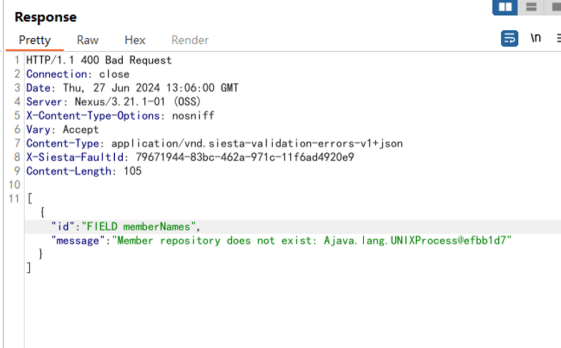 Response
Pretty Raw Hex Render
\n
1 HTTP/1.1 400 Bad Request
2 Connection: close
3 Date: Thu, 27 Jun 2024 13:06:00 GMT
4 Server: Nexus/3.21.1-01 (OSS)
5 X-Content-Type-Options: nosniff
6 Vary: Accept
7 Content-Type: application/vnd.siesta-validation-errors-v1+json
8 X-Siesta-FaultId: 79671944-83bc-462a-971c-11f6ad4920e9
9 Content-Length: 105
10
11 [
{
"id":"FIELD memberNames",
"message":"Member repository does not exist: Ajava.lang.UNIXProcess@efbb1d7"
}
]